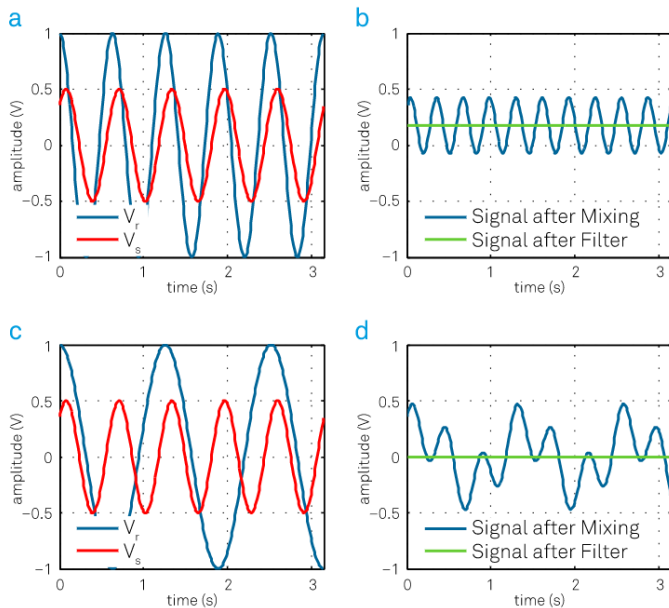 a
1
0.5
0
−0.5
−1
amplitude (V)
V_r
V_s
0 1 2 3
time (s)
b
1
0.5
0
−0.5
−1
amplitude (V)
Signal after Mixing
Signal after Filter
0 1 2 3
time (s)
c
1
0.5
0
−0.5
−1
amplitude (V)
V_r
V_s
0 1 2 3
time (s)
d
1
0.5
0
−0.5
−1
amplitude (V)
Signal after Mixing
Signal after Filter
0 1 2 3
time (s)